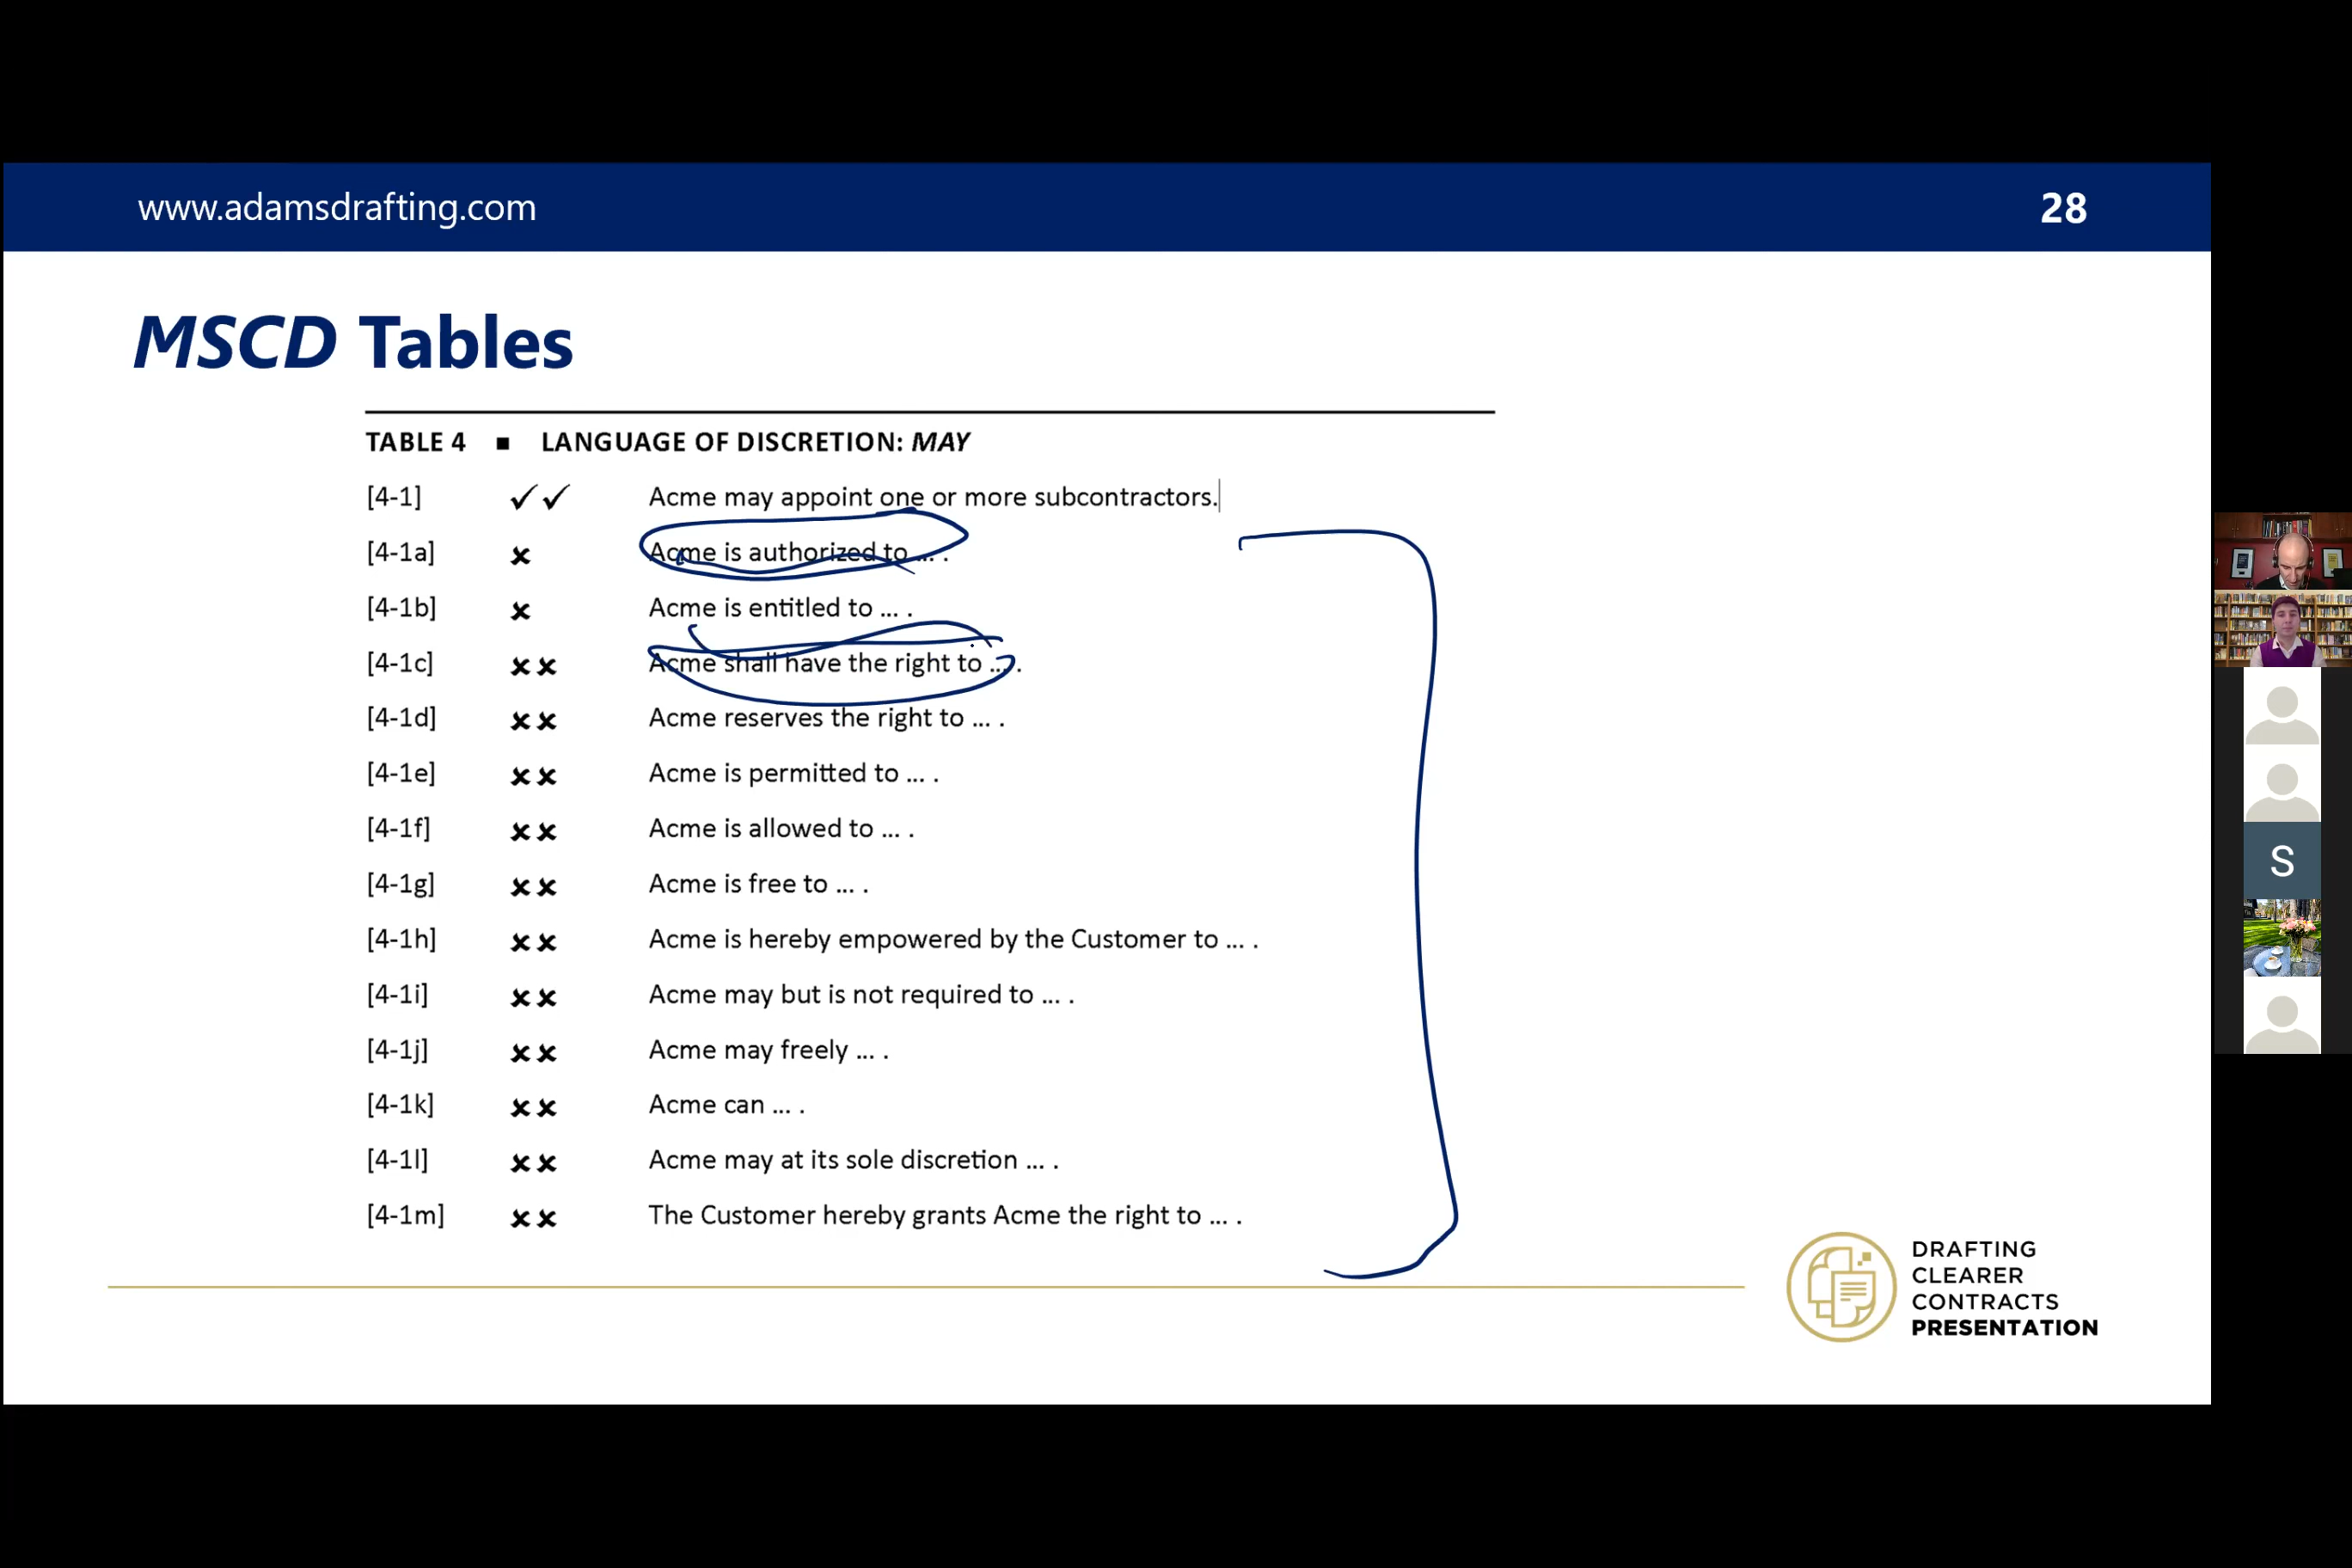 www.adamsdrafting.com 28
MSCD Tables
TABLE 4 ■ LANGUAGE OF DISCRETION: MAY
[4-1] ✓✓ Acme may appoint one or more subcontractors.
[4-1a] ✖ Acme is authorized to ... .
[4-1b] ✖ Acme is entitled to ... .
[4-1c] ✖✖ Acme shall have the right to ... .
[4-1d] ✖✖ Acme reserves the right to ... .
[4-1e] ✖✖ Acme is permitted to ... .
[4-1f] ✖✖ Acme is allowed to ... .
[4-1g] ✖✖ Acme is free to ... .
[4-1h] ✖✖ Acme is hereby empowered by the Customer to ... .
[4-1i] ✖✖ Acme may but is not required to ... .
[4-1j] ✖✖ Acme may freely ... .
[4-1k] ✖✖ Acme can ... .
[4-1l] ✖✖ Acme may at its sole discretion ... .
[4-1m] ✖✖ The Customer hereby grants Acme the right to ... .
DRAFTING
CLEARER
CONTRACTS
PRESENTATION
S